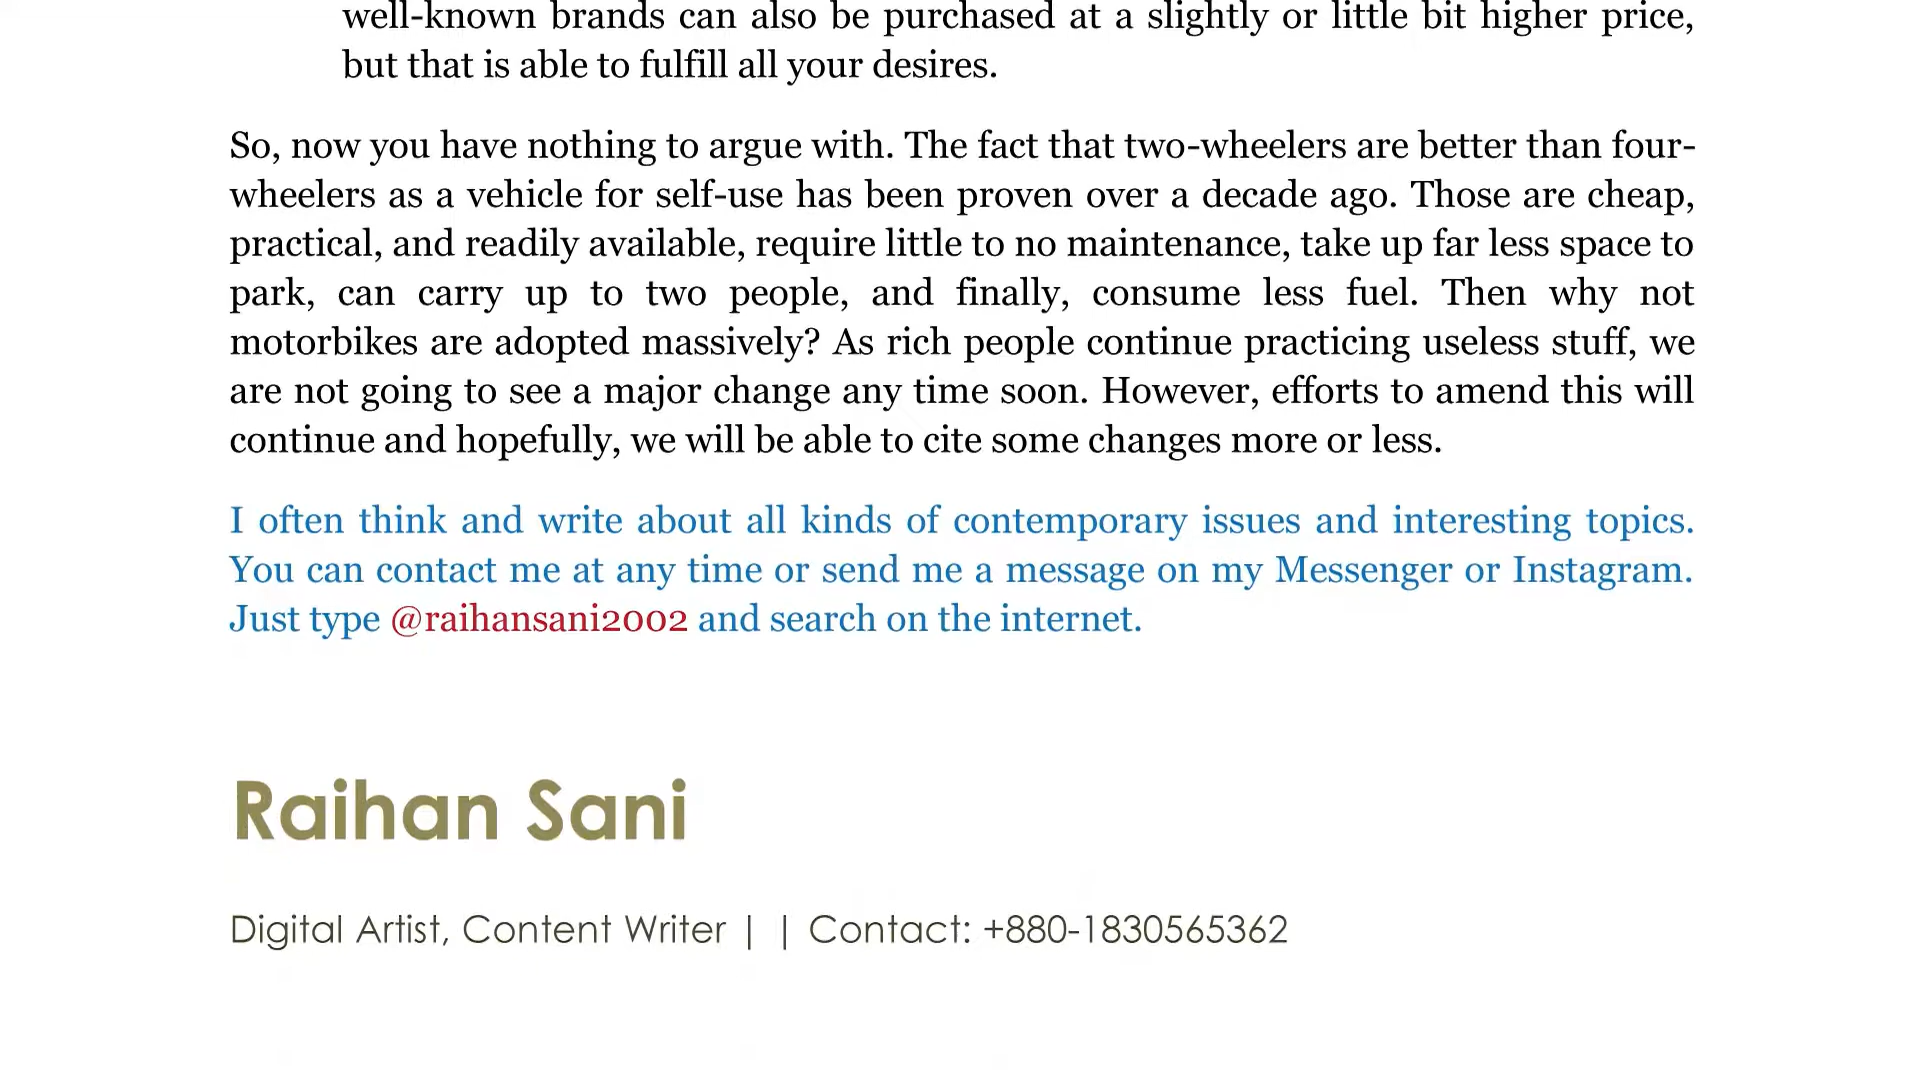 well-known brands can also be purchased at a slightly or little bit higher price,
but that is able to fulfill all your desires.
So, now you have nothing to argue with. The fact that two-wheelers are better than four-
wheelers as a vehicle for self-use has been proven over a decade ago. Those are cheap,
practical, and readily available, require little to no maintenance, take up far less space to
park, can carry up to two people, and finally, consume less fuel. Then why not
motorbikes are adopted massively? As rich people continue practicing useless stuff, we
are not going to see a major change any time soon. However, efforts to amend this will
continue and hopefully, we will be able to cite some changes more or less.
I often think and write about all kinds of contemporary issues and interesting topics.
You can contact me at any time or send me a message on my Messenger or Instagram.
Just type @raihansani2002 and search on the internet.
Raihan Sani
Digital Artist, Content Writer | | Contact: +880-1830565362